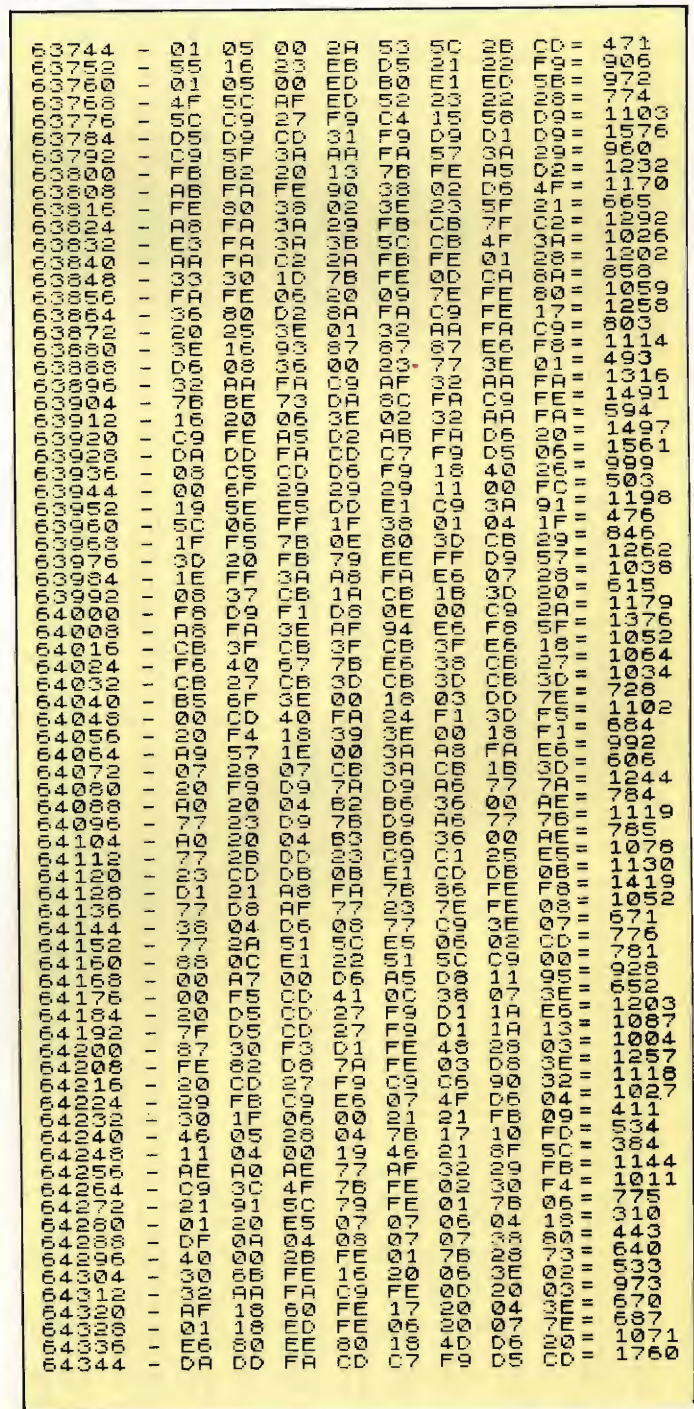 63744 - 01 05 00 2A 53 5C 2B CD= 471
63752 - 55 16 23 EB D5 21 22 F9= 906
63760 - 01 05 00 ED B0 E1 ED 5B= 972
63768 - 4F 5C AF ED 52 23 22 28= 774
63776 - 5C C9 27 F9 C4 15 58 D9= 1103
63784 - D5 D9 CD 31 F9 D9 D1 D9= 1576
63792 - C9 5F 3A AA FA 57 3A 29= 960
63800 - FB B2 20 13 7B FE A5 D2= 1232
63808 - AB FA FE 90 38 02 D6 4F= 1170
63816 - FE 80 38 02 3E 23 5F 21= 665
63824 - A8 FA 3A 29 FB CB 7F C2= 1292
63832 - E3 FA 3A 3B 5C CB 4F 3A= 1026
63840 - AA FA C2 2A FB FE 01 28= 1202
63848 - 33 30 1D 7B FE 0D CA 8A= 858
63856 - FA FE 06 20 09 7E FE 80= 1059
63864 - 36 80 D2 8A FA C9 FE 17= 1258
63872 - 20 25 3E 01 32 AA FA C9= 803
63880 - 3E 16 93 87 87 87 E6 F8= 1114
63888 - D6 08 36 00 23 77 3E 01= 493
63896 - 32 AA FA C9 AF 32 AA FA= 1316
63904 - 7B BE 73 DA 8C FA C9 FE= 1491
63912 - 16 20 06 3E 02 32 AA FA= 594
63920 - C9 FE A5 D2 AB FA D6 20= 1497
63928 - DA DD FA CD C7 F9 D5 06= 1561
63936 - 08 C5 CD D6 F9 18 40 26= 999
63944 - 00 6F 29 29 29 11 00 FC= 503
63952 - 19 5E E5 DD E1 C9 3A 91= 1198
63960 - 5C 06 FF 1F 38 01 04 1F= 476
63968 - 1F F5 7B 0E 80 3D CB 29= 846
63976 - 3D 20 FB 79 EE FF D9 57= 1262
63984 - 1E FF 3A A8 FA E6 07 28= 1038
63992 - 08 37 CB 1A CB 1B 3D 20= 615
64000 - F8 D9 F1 D8 0E 00 C9 2A= 1179
64008 - A8 FA 3E AF 94 E6 F8 5F= 1376
64016 - CB 3F CB 3F CB 3F E6 18= 1052
64024 - F6 40 67 7B E6 38 CB 27= 1064
64032 - CB 27 CB 3D CB 3D CB 3D= 1034
64040 - B5 6F 3E 00 18 03 DD 7E= 728
64048 - 00 CD 40 FA 24 F1 3D F5= 1102
64056 - 20 F4 18 39 3E 00 18 F1= 684
64064 - A9 57 1E 00 3A A8 FA E6= 992
64072 - 07 28 07 CB 3A CB 1B 3D= 606
64080 - 20 F9 D9 7A D9 A6 77 7A= 1244
64088 - A0 20 04 B2 B6 36 00 AE= 784
64096 - 77 23 D9 7B D9 A6 77 7B= 1119
64104 - A0 20 04 B3 B6 36 00 AE= 785
64112 - 77 2B DD 23 C9 C1 25 E5= 1078
64120 - 23 CD DB 0B E1 CD DB 0B= 1130
64128 - D1 21 A8 FA 7B 86 FE F8= 1419
64136 - 77 D8 AF 77 23 7E FE 08= 1052
64144 - 38 04 D6 08 77 C9 3E 07= 671
64152 - 77 2A 51 5C E5 06 02 CD= 776
64160 - 88 0C E1 22 51 5C C9 00= 781
64168 - 00 A7 00 D6 A5 D8 11 95= 928
64176 - 00 F5 CD 41 0C 38 07 3E= 652
64184 - 20 D5 CD 27 F9 D1 1A E6= 1203
64192 - 7F D5 CD 27 F9 D1 1A 13= 1087
64200 - 87 30 F3 D1 FE 48 28 03= 1004
64208 - FE 82 D8 7A FE 03 D8 3E= 1257
64216 - 20 CD 27 F9 C9 C6 90 32= 1118
64224 - 29 FB C9 E6 07 4F D6 04= 1027
64232 - 30 1F 06 00 21 21 FB 09= 411
64240 - 46 05 28 04 7B 17 10 FD= 534
64248 - 11 04 00 19 46 21 8F 5C= 384
64256 - AE A0 AE 77 AF 32 29 FB= 1144
64264 - C9 3C 4F 7B FE 02 30 F4= 1011
64272 - 21 91 5C 79 FE 01 7B 06= 775
64280 - 01 20 E5 07 07 06 04 18= 310
64288 - DF 0A 04 08 07 07 38 80= 443
64296 - 40 00 2B FE 01 7B 28 73= 640
64304 - 30 6B FE 16 20 06 3E 02= 533
64312 - 32 AA FA C9 FE 0D 20 03= 973
64320 - AF 18 60 FE 17 20 04 3E= 670
64328 - 01 18 ED FE 06 20 07 7E= 687
64336 - E6 80 EE 80 18 4D D6 20= 1071
64344 - DA DD FA CD C7 F9 D5 CD= 1760